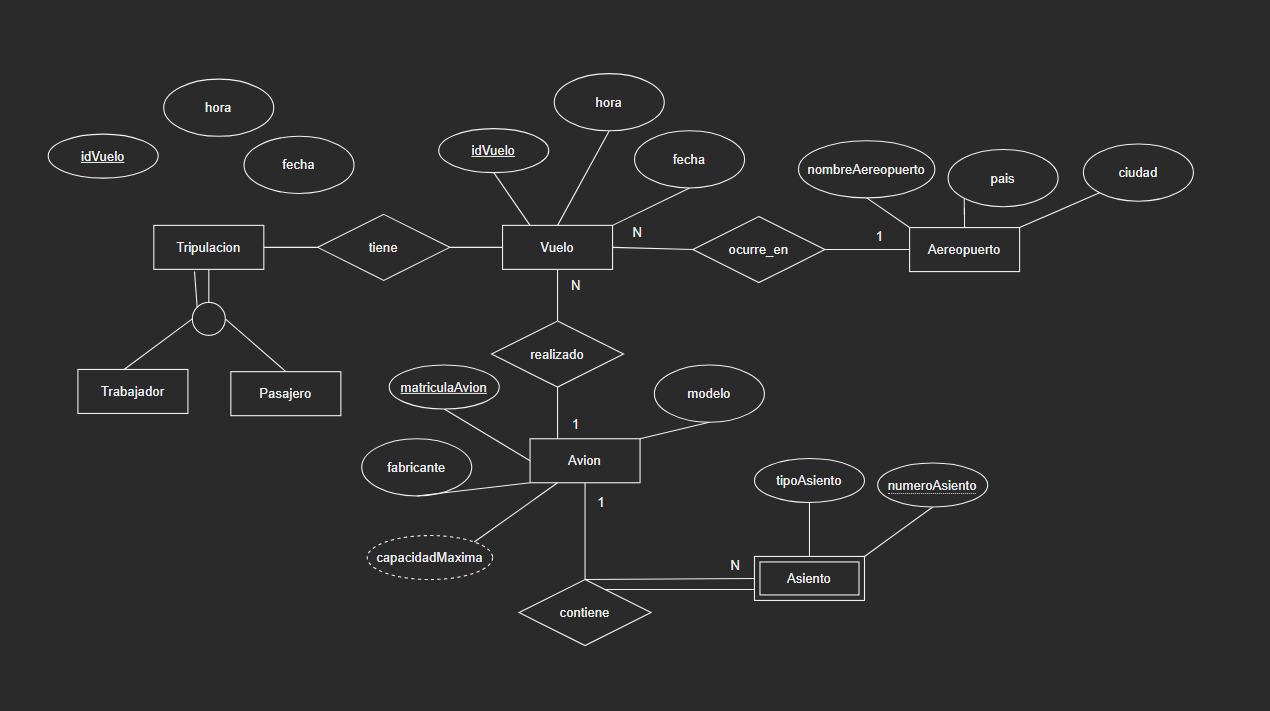 hora
idVuelo
fecha
hora
idVuelo
fecha
nombreAereopuerto
pais
ciudad
Tripulacion
tiene
Vuelo
N
ocurre_en
1
Aereopuerto
N
Trabajador
Pasajero
realizado
matriculaAvion
modelo
1
fabricante
Avion
1
capacidadMaxima
tipoAsiento
numeroAsiento
N
Asiento
contiene